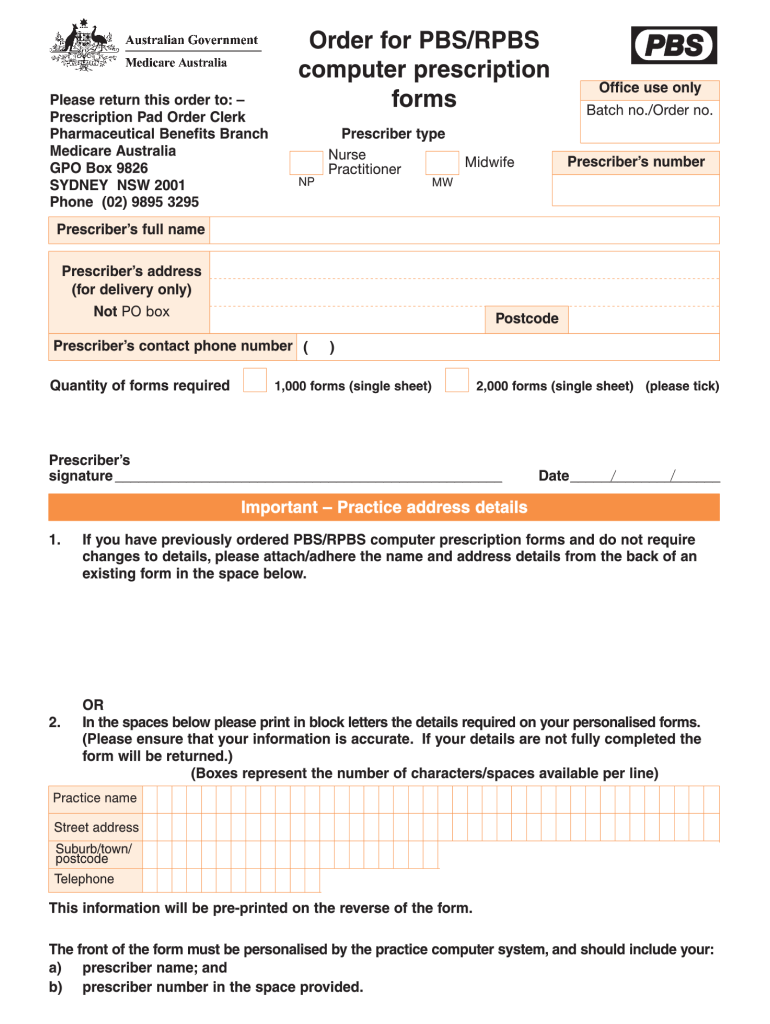 Australian Government
Medicare Australia
Order for PBS/RPBS
computer prescription
forms
PBS
Please return this order to: –
Prescription Pad Order Clerk
Pharmaceutical Benefits Branch
Medicare Australia
GPO Box 9826
SYDNEY NSW 2001
Phone (02) 9895 3295
Prescriber type
Nurse
Practitioner
NP
Midwife
MW
Office use only
Batch no./Order no.
Prescriber’s number
Prescriber’s full name
Prescriber’s address
(for delivery only)
Not PO box
Postcode
Prescriber’s contact phone number ( )
Quantity of forms required 1,000 forms (single sheet) 2,000 forms (single sheet) (please tick)
Prescriber’s
signature Date / /
Important – Practice address details
1. If you have previously ordered PBS/RPBS computer prescription forms and do not require
changes to details, please attach/adhere the name and address details from the back of an
existing form in the space below.
OR
2. In the spaces below please print in block letters the details required on your personalised forms.
(Please ensure that your information is accurate. If your details are not fully completed the
form will be returned.)
(Boxes represent the number of characters/spaces available per line)
Practice name
Street address
Suburb/town/
postcode
Telephone
This information will be pre-printed on the reverse of the form.
The front of the form must be personalised by the practice computer system, and should include your:
a) prescriber name; and
b) prescriber number in the space provided.